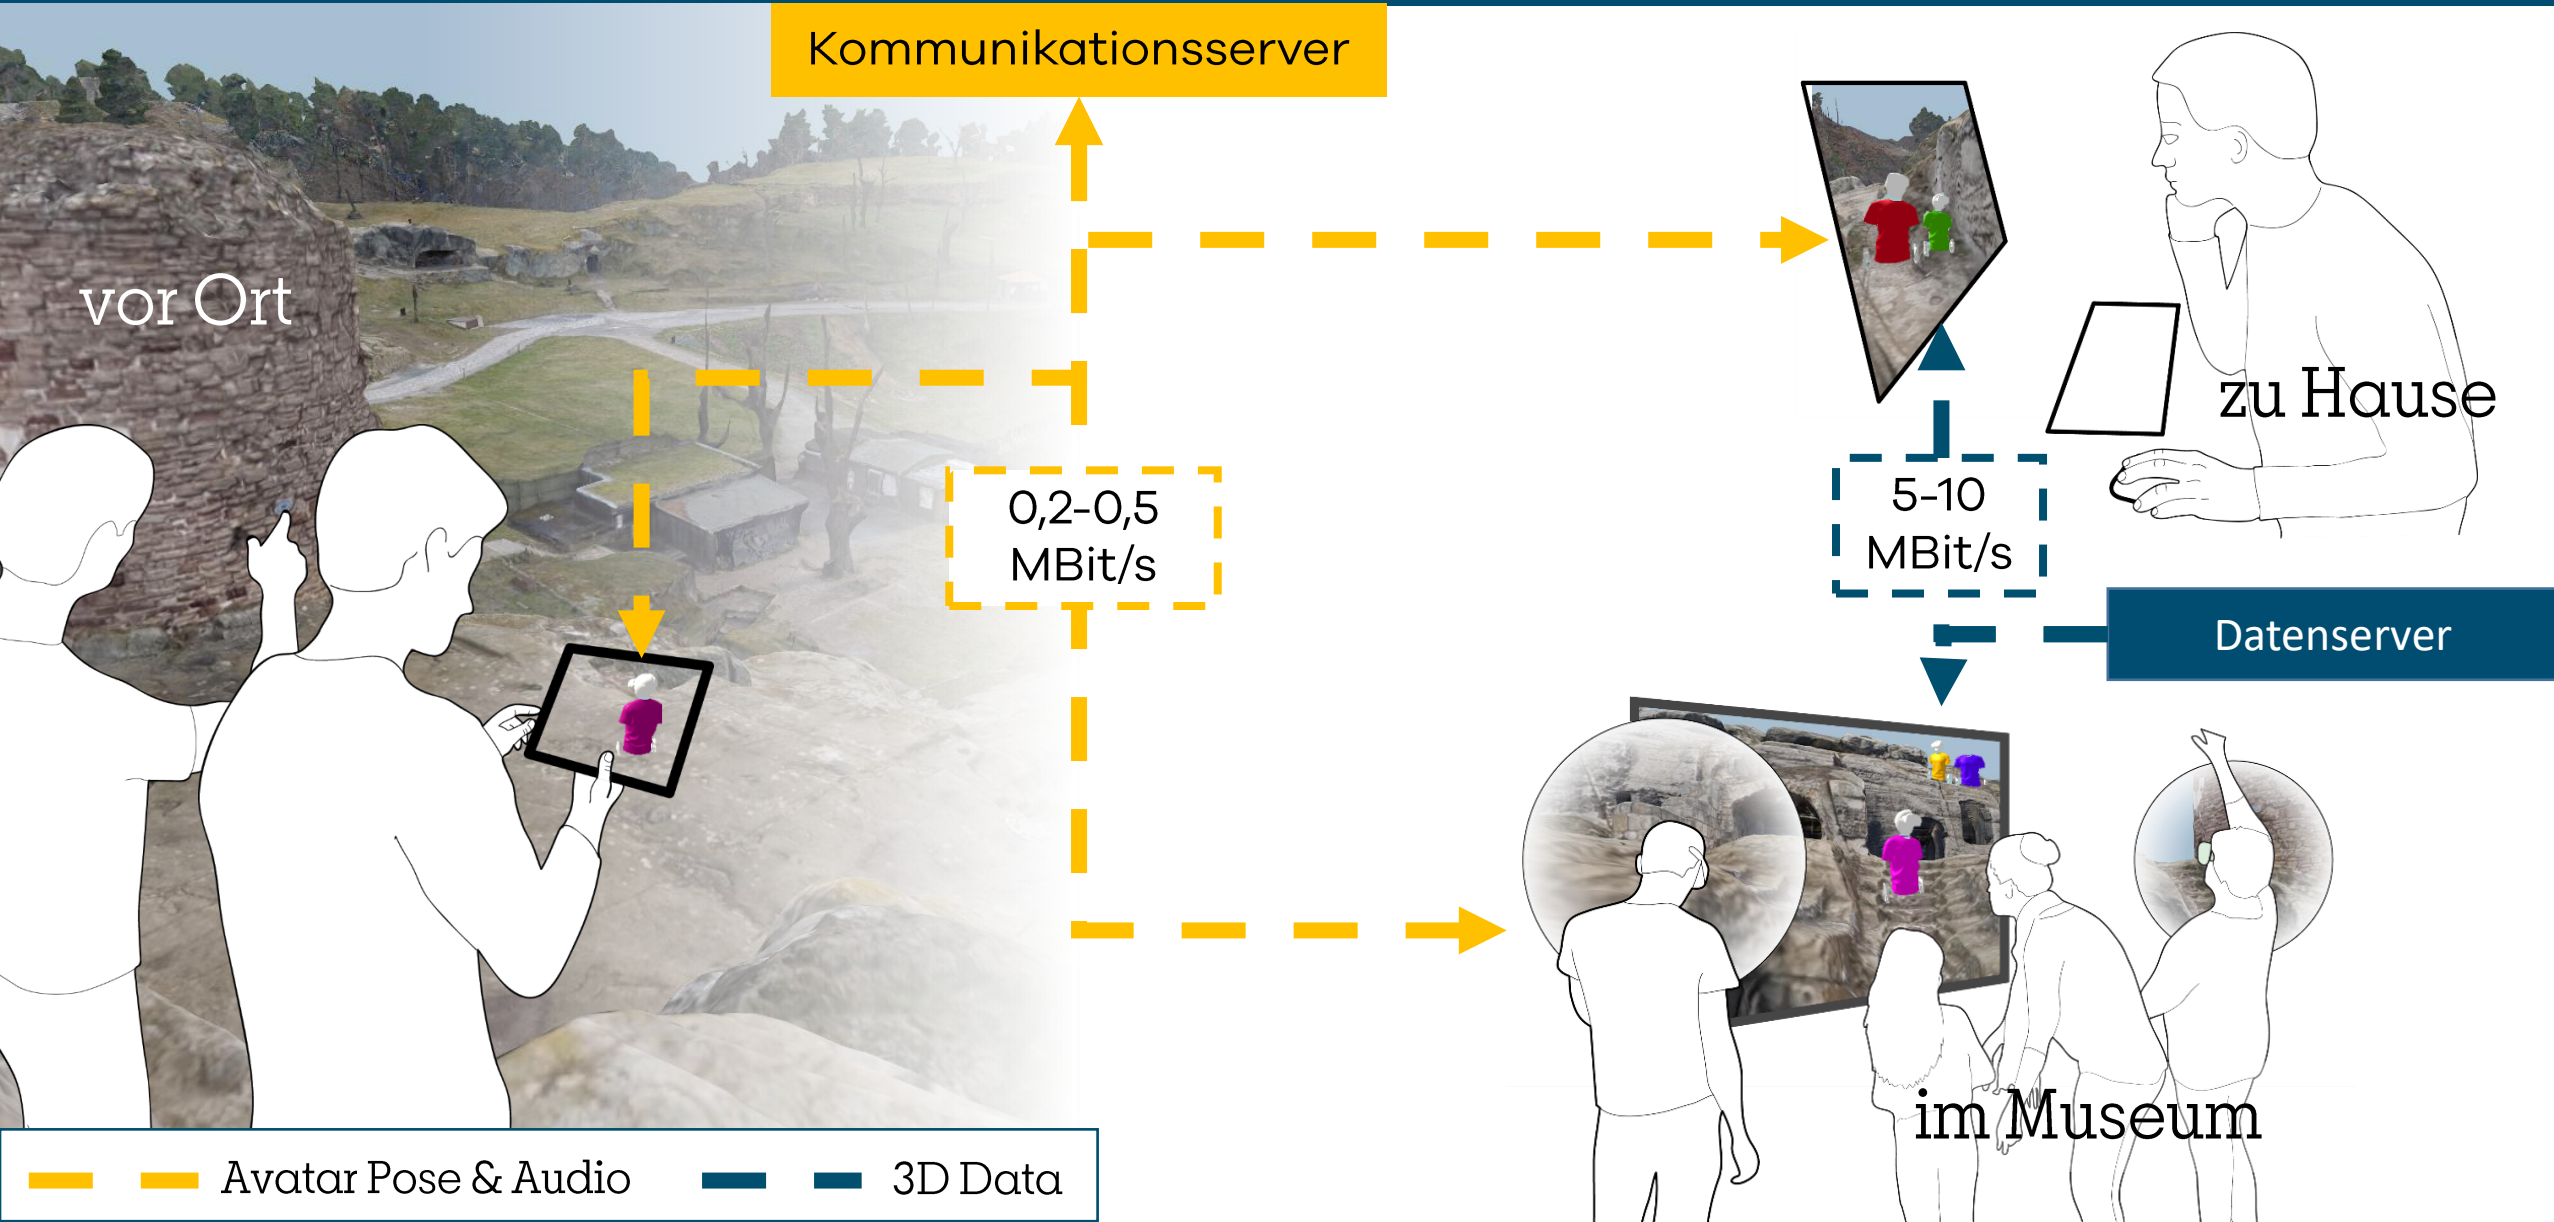 Kommunikationsserver
vor Ort
zu Hause
0,2-0,5
MBit/s
5-10
MBit/s
Datenserver
im Museum
Avatar Pose & Audio
3D Data